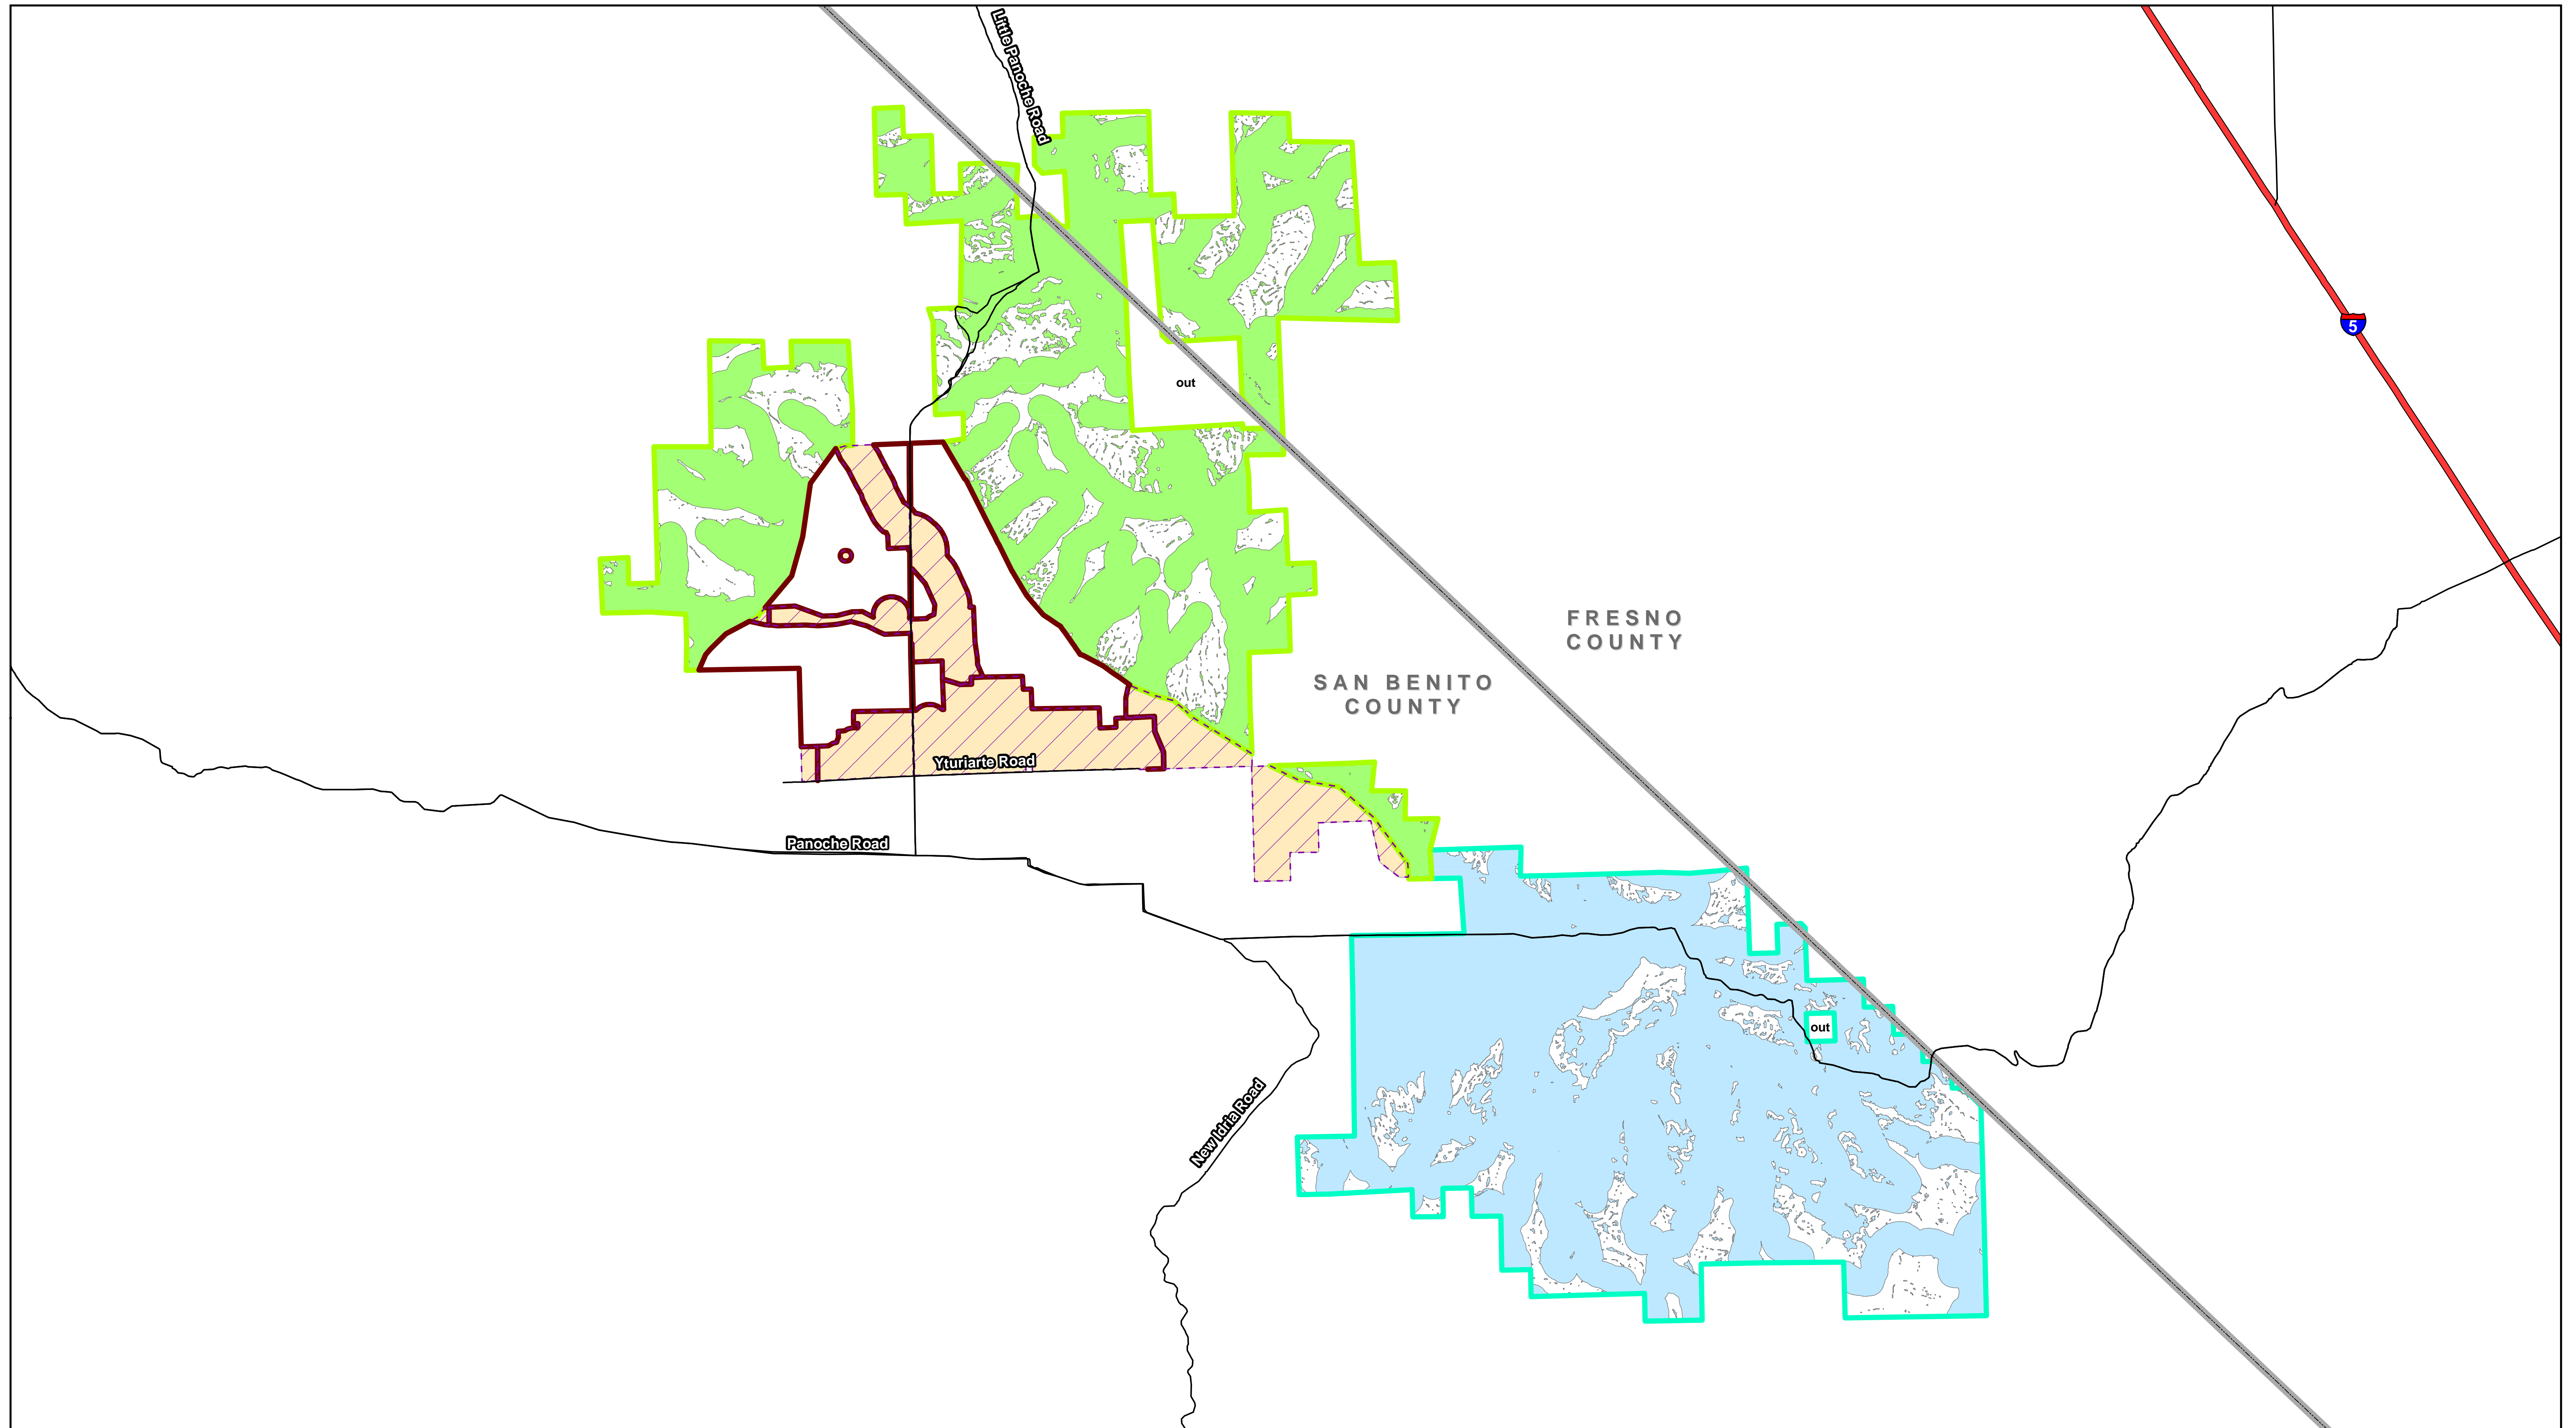 Little Panoche Road
5
out
FRESNO
COUNTY
SAN BENITO
COUNTY
Yturiarte Road
Panoche Road
out
New Idria Road